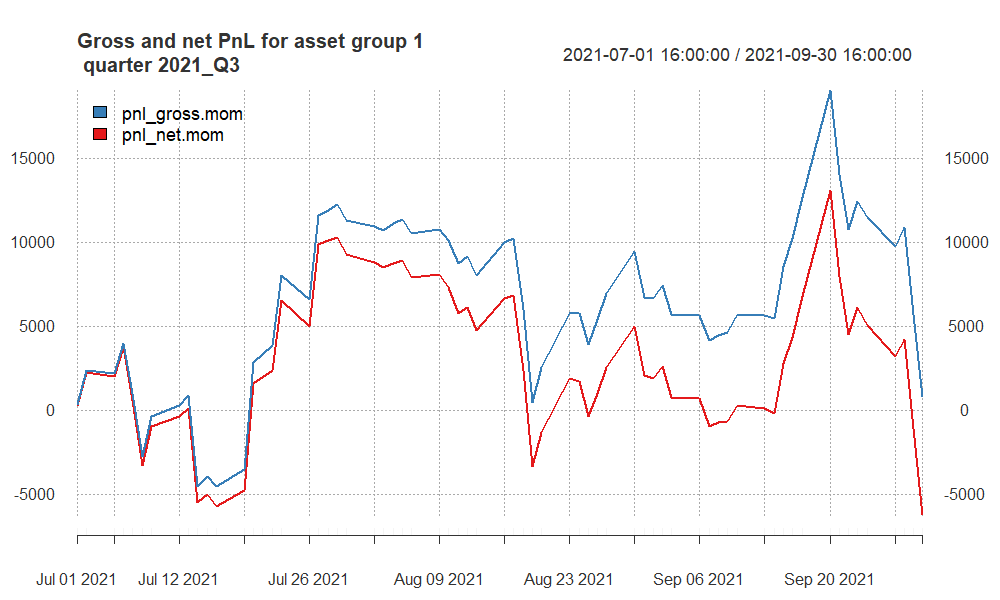 Gross and net PnL for asset group 1
quarter 2021_Q3
2021-07-01 16:00:00 / 2021-09-30 16:00:00
pnl_gross.mom
pnl_net.mom
15000 15000
10000 10000
5000 5000
0 0
-5000 -5000
Jul 01 2021 Jul 12 2021 Jul 26 2021 Aug 09 2021 Aug 23 2021 Sep 06 2021 Sep 20 2021